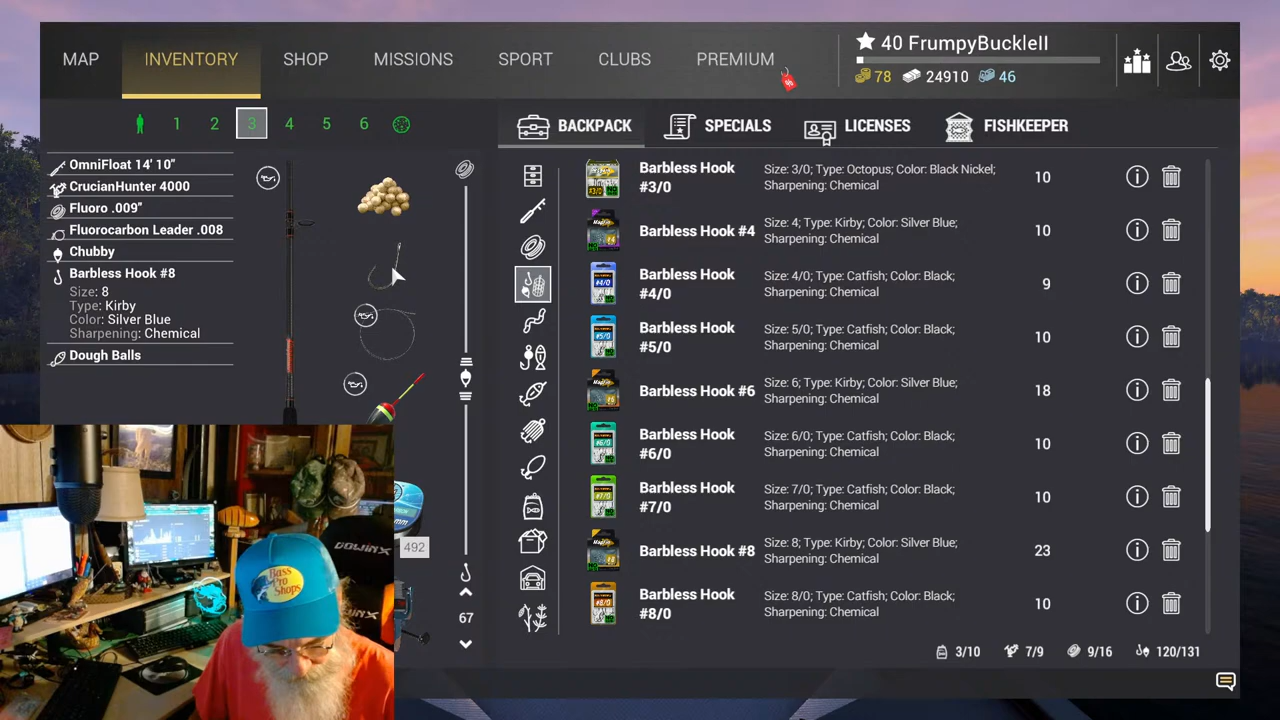 MAP
INVENTORY
SHOP
MISSIONS
SPORT
CLUBS
PREMIUM
40 FrumpyBuckleII
78
24910
46
1
2
3
4
5
6
BACKPACK
SPECIALS
LICENSES
FISHKEEPER
OmniFloat 14' 10"
CrucianHunter 4000
Fluoro .009"
Fluorocarbon Leader .008
Chubby
Barbless Hook #8
Size: 8
Type: Kirby
Color: Silver Blue
Sharpening: Chemical
Dough Balls
492
67
Barbless Hook
#3/0
Size: 3/0; Type: Octopus; Color: Black Nickel;
Sharpening: Chemical
10
Barbless Hook #4
Size: 4; Type: Kirby; Color: Silver Blue;
Sharpening: Chemical
10
Barbless Hook
#4/0
Size: 4/0; Type: Catfish; Color: Black;
Sharpening: Chemical
9
Barbless Hook
#5/0
Size: 5/0; Type: Catfish; Color: Black;
Sharpening: Chemical
10
Barbless Hook #6
Size: 6; Type: Kirby; Color: Silver Blue;
Sharpening: Chemical
18
Barbless Hook
#6/0
Size: 6/0; Type: Catfish; Color: Black;
Sharpening: Chemical
10
Barbless Hook
#7/0
Size: 7/0; Type: Catfish; Color: Black;
Sharpening: Chemical
10
Barbless Hook #8
Size: 8; Type: Kirby; Color: Silver Blue;
Sharpening: Chemical
23
Barbless Hook
#8/0
Size: 8/0; Type: Catfish; Color: Black;
Sharpening: Chemical
10
3/10
7/9
9/16
120/131
Bass
Pro
Shops
DOWINX